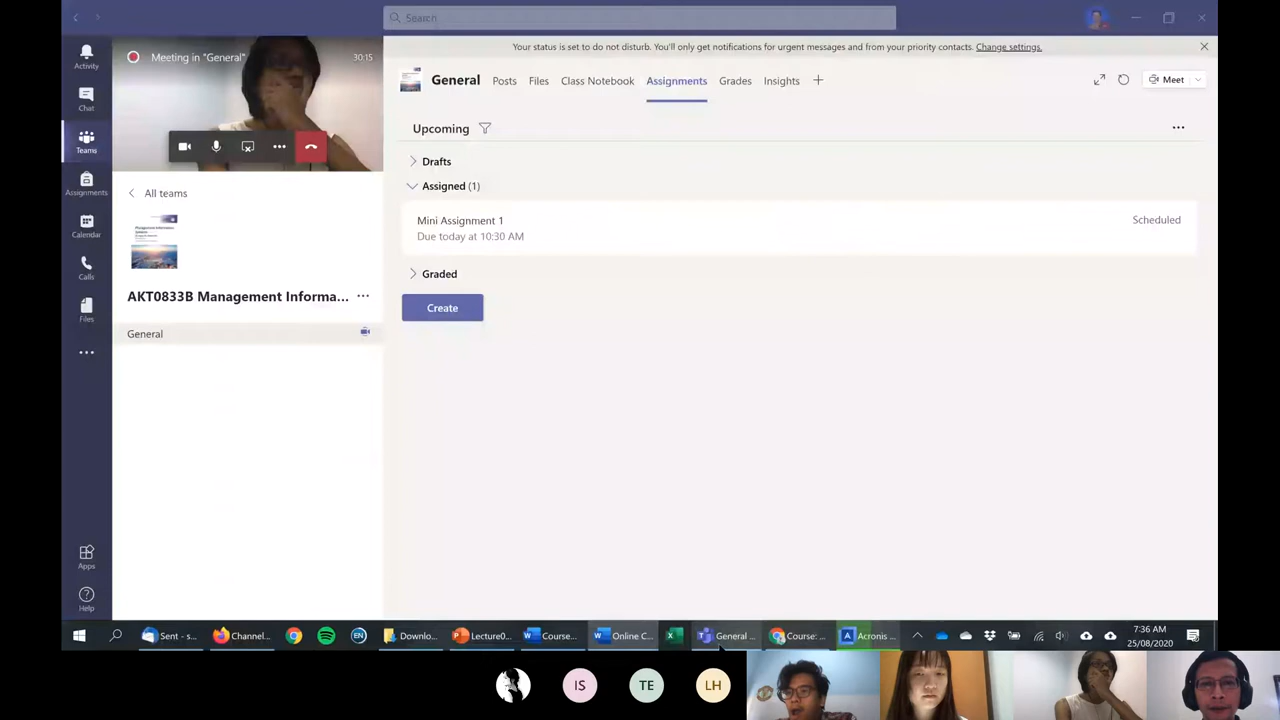 Search
Activity
Chat
Teams
Assignments
Calendar
Calls
Files
Apps
Help
Meeting in "General"
30:15
All teams
AKT0833B Management Informa...
General
Your status is set to do not disturb. You'll only get notifications for urgent messages and from your priority contacts. Change settings.
General Posts Files Class Notebook Assignments Grades Insights
Meet
Upcoming
Drafts
Assigned (1)
Mini Assignment 1
Scheduled
Due today at 10:30 AM
Graded
Create
Sent - s...
Channel...
EN
Downlo...
Lecture0...
Course...
Online C...
General ...
Course: ...
Acronis ...
7:36 AM
25/08/2020
IS
TE
LH